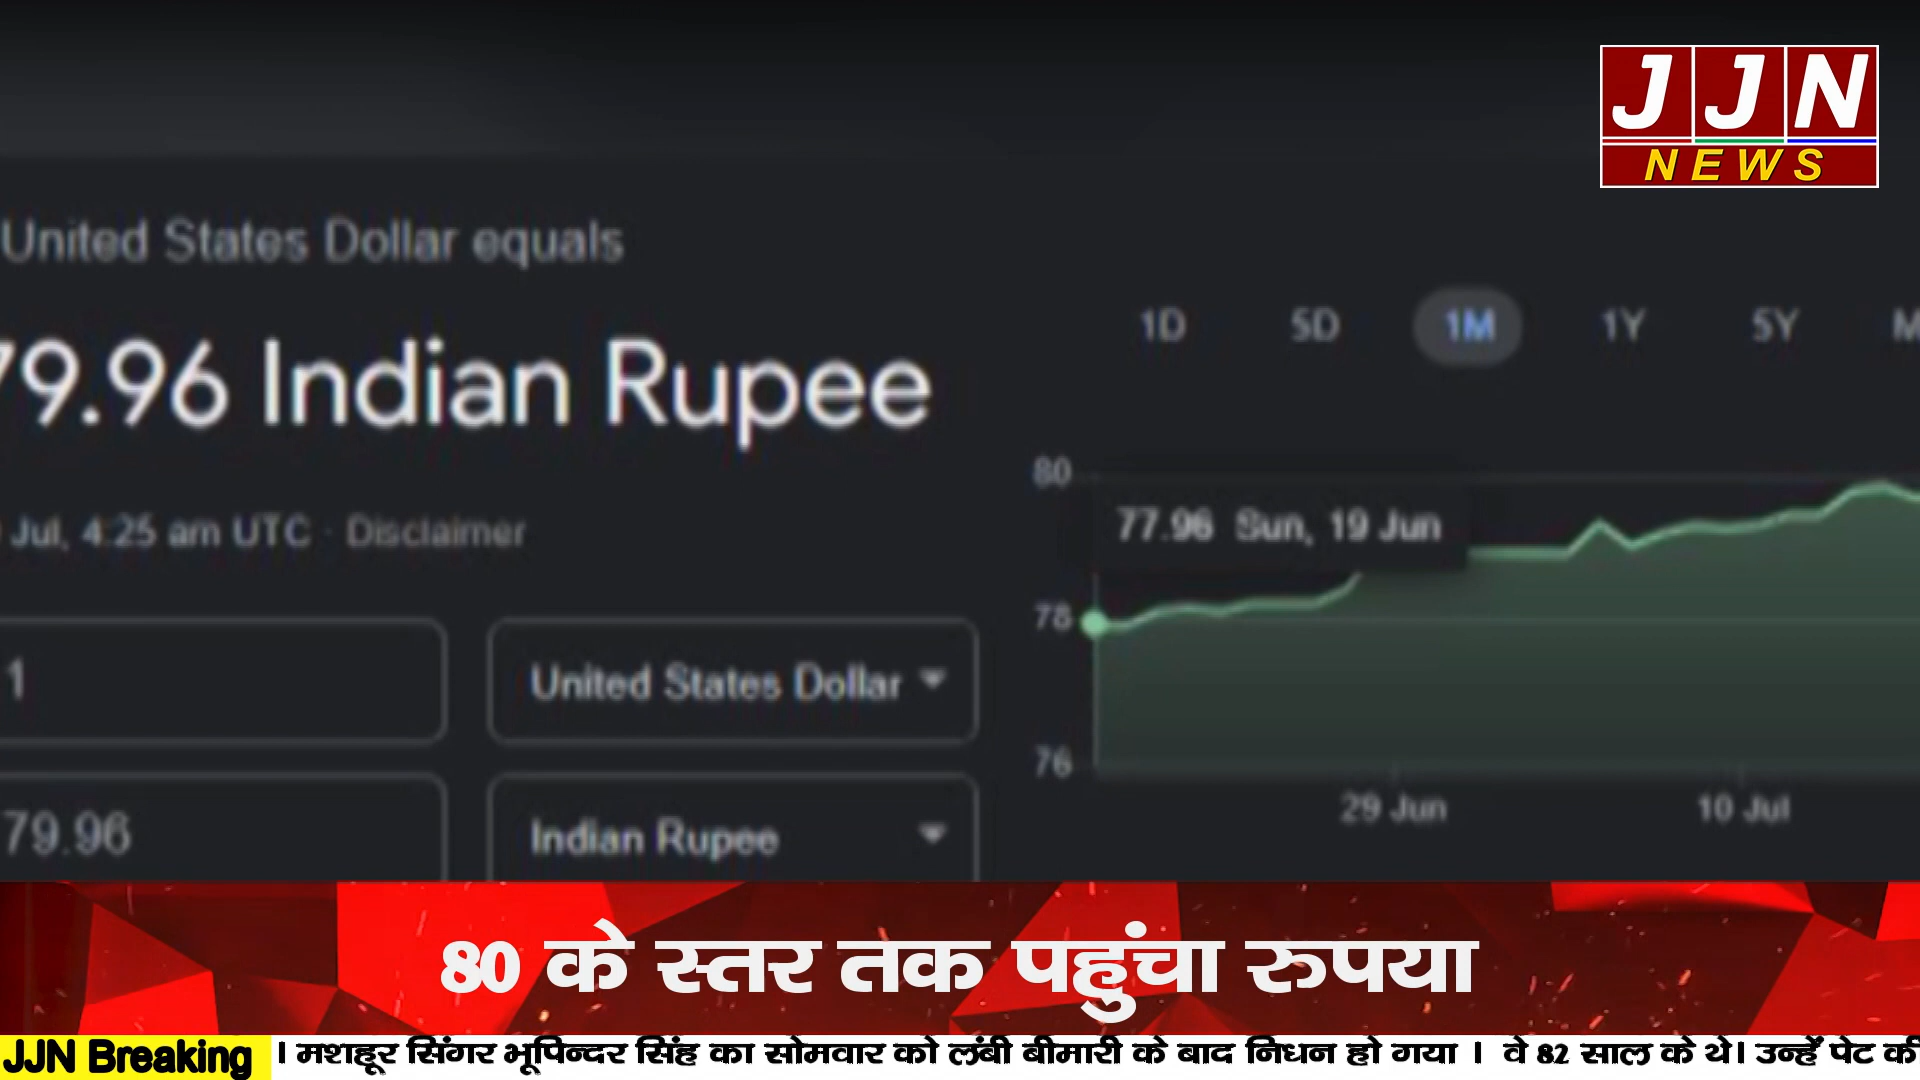 JJN
NEWS
United States Dollar equals
79.96 Indian Rupee
Jul, 4:25 am UTC · Disclaimer
1D 5D 1M 1Y 5Y
80
77.96 Sun, 19 Jun
78
76
29 Jun 10 Jul
1 United States Dollar
79.96 Indian Rupee
80 के स्तर तक पहुंचा रुपया
JJN Breaking । मशहूर सिंगर भूपिन्दर सिंह का सोमवार को लंबी बीमारी के बाद निधन हो गया । वे 82 साल के थे। उन्हें पेट की